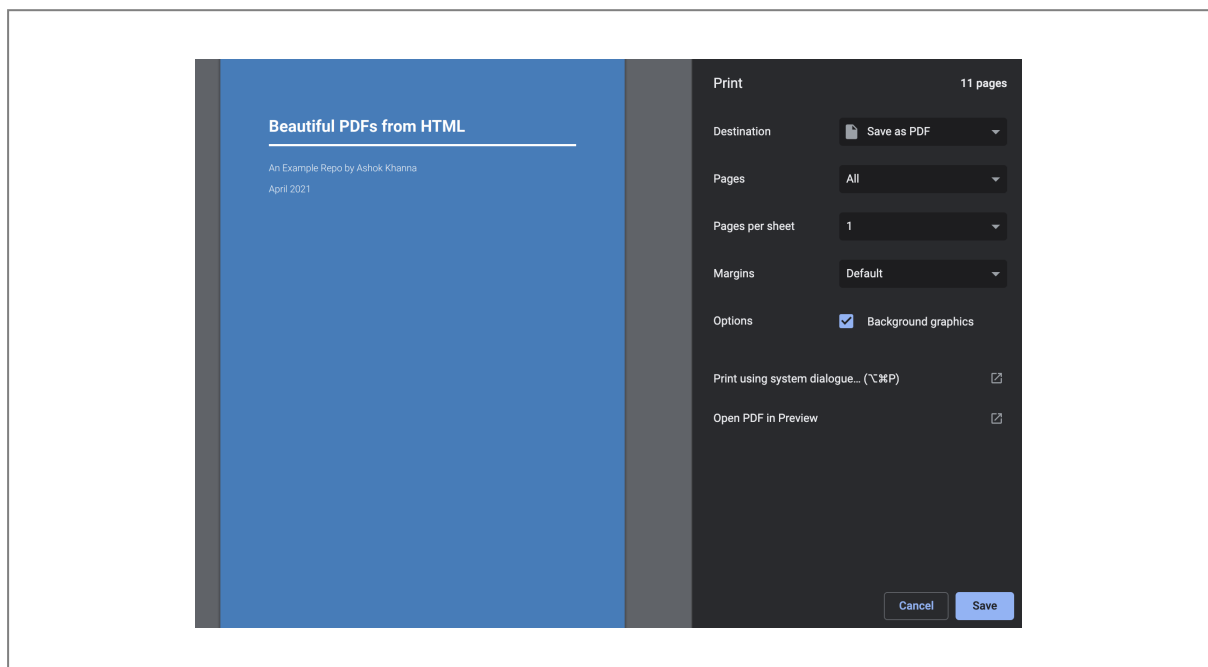 Beautiful PDFs from HTML
An Example Repo by Ashok Khanna
April 2021
Print 11 pages
Destination Save as PDF
Pages All
Pages per sheet 1
Margins Default
Options Background graphics
Print using system dialogue... (⌥⌘P)
Open PDF in Preview
Cancel Save